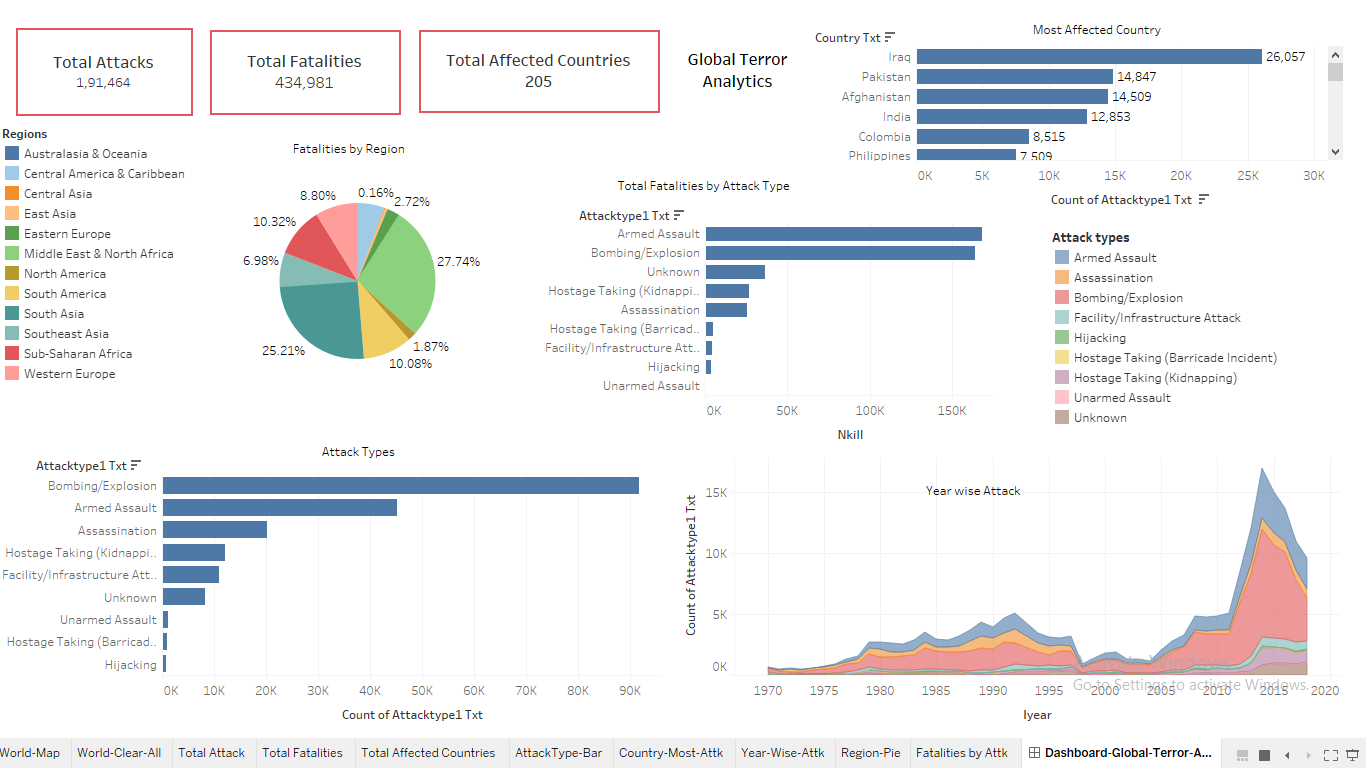 Total Attacks
1,91,464
Total Fatalities
434,981
Total Affected Countries
205
Global Terror
Analytics
Country Txt
Most Affected Country
Iraq
26,057
Pakistan
14,847
Afghanistan
14,509
India
12,853
Colombia
8,515
Philippines
7,509
0K 5K 10K 15K 20K 25K 30K
Regions
Australasia & Oceania
Central America & Caribbean
Central Asia
East Asia
Eastern Europe
Middle East & North Africa
North America
South America
South Asia
Southeast Asia
Sub-Saharan Africa
Western Europe
Fatalities by Region
0.16%
2.72%
27.74%
1.87%
10.08%
25.21%
6.98%
10.32%
8.80%
Total Fatalities by Attack Type
Attacktype1 Txt
Armed Assault
Bombing/Explosion
Unknown
Hostage Taking (Kidnappi..
Assassination
Hostage Taking (Barricad..
Facility/Infrastructure Att..
Hijacking
Unarmed Assault
0K 50K 100K 150K
Nkill
Count of Attacktype1 Txt
Attack types
Armed Assault
Assassination
Bombing/Explosion
Facility/Infrastructure Attack
Hijacking
Hostage Taking (Barricade Incident)
Hostage Taking (Kidnapping)
Unarmed Assault
Unknown
Attack Types
Attacktype1 Txt
Bombing/Explosion
Armed Assault
Assassination
Hostage Taking (Kidnappi..
Facility/Infrastructure Att..
Unknown
Unarmed Assault
Hostage Taking (Barricad..
Hijacking
0K 10K 20K 30K 40K 50K 60K 70K 80K 90K
Count of Attacktype1 Txt
Year wise Attack
Count of Attacktype1 Txt
15K
10K
5K
0K
1970 1975 1980 1985 1990 1995 2000 2005 2010 2015 2020
Iyear
Activate Windows
Go to Settings to activate Windows.
World-Map World-Clear-All Total Attack Total Fatalities Total Affected Countries AttackType-Bar Country-Most-Attk Year-Wise-Attk Region-Pie Fatalities by Attk Dashboard-Global-Terror-A...